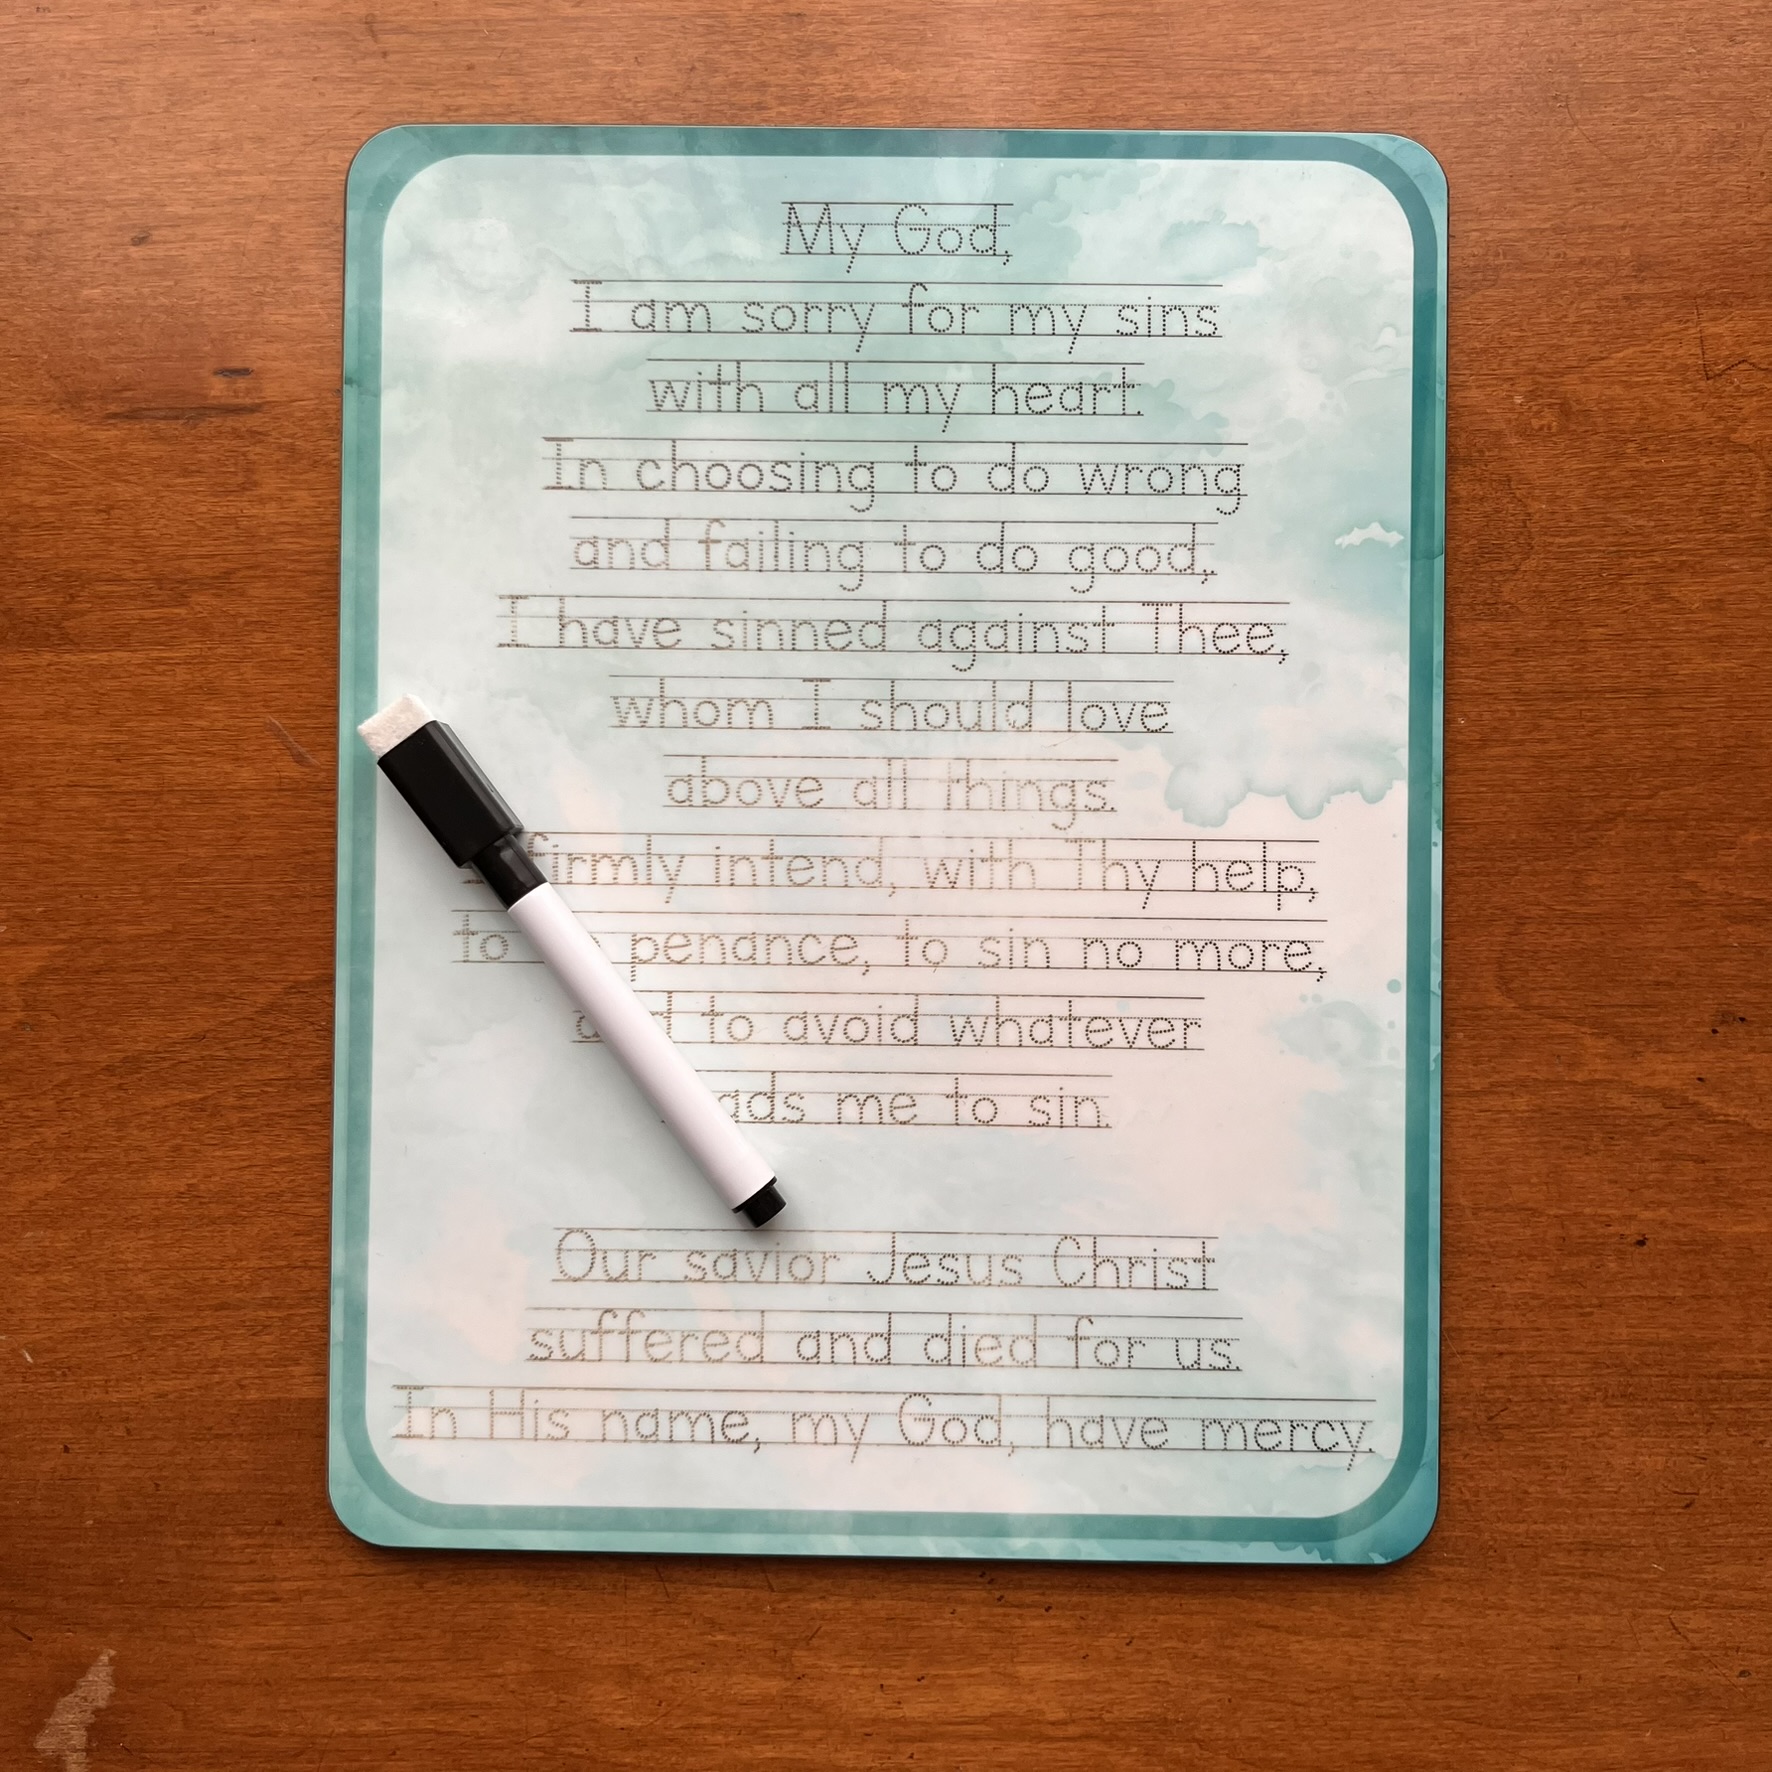 My God,
I am sorry for my sins
with all my heart.
In choosing to do wrong
and failing to do good,
I have sinned against Thee,
whom I should love
above all things.
firmly intend, with Thy help,
to penance, to sin no more,
and to avoid whatever
me to sin.
Our savior Jesus Christ
suffered and died for us.
In His name, my God, have mercy.